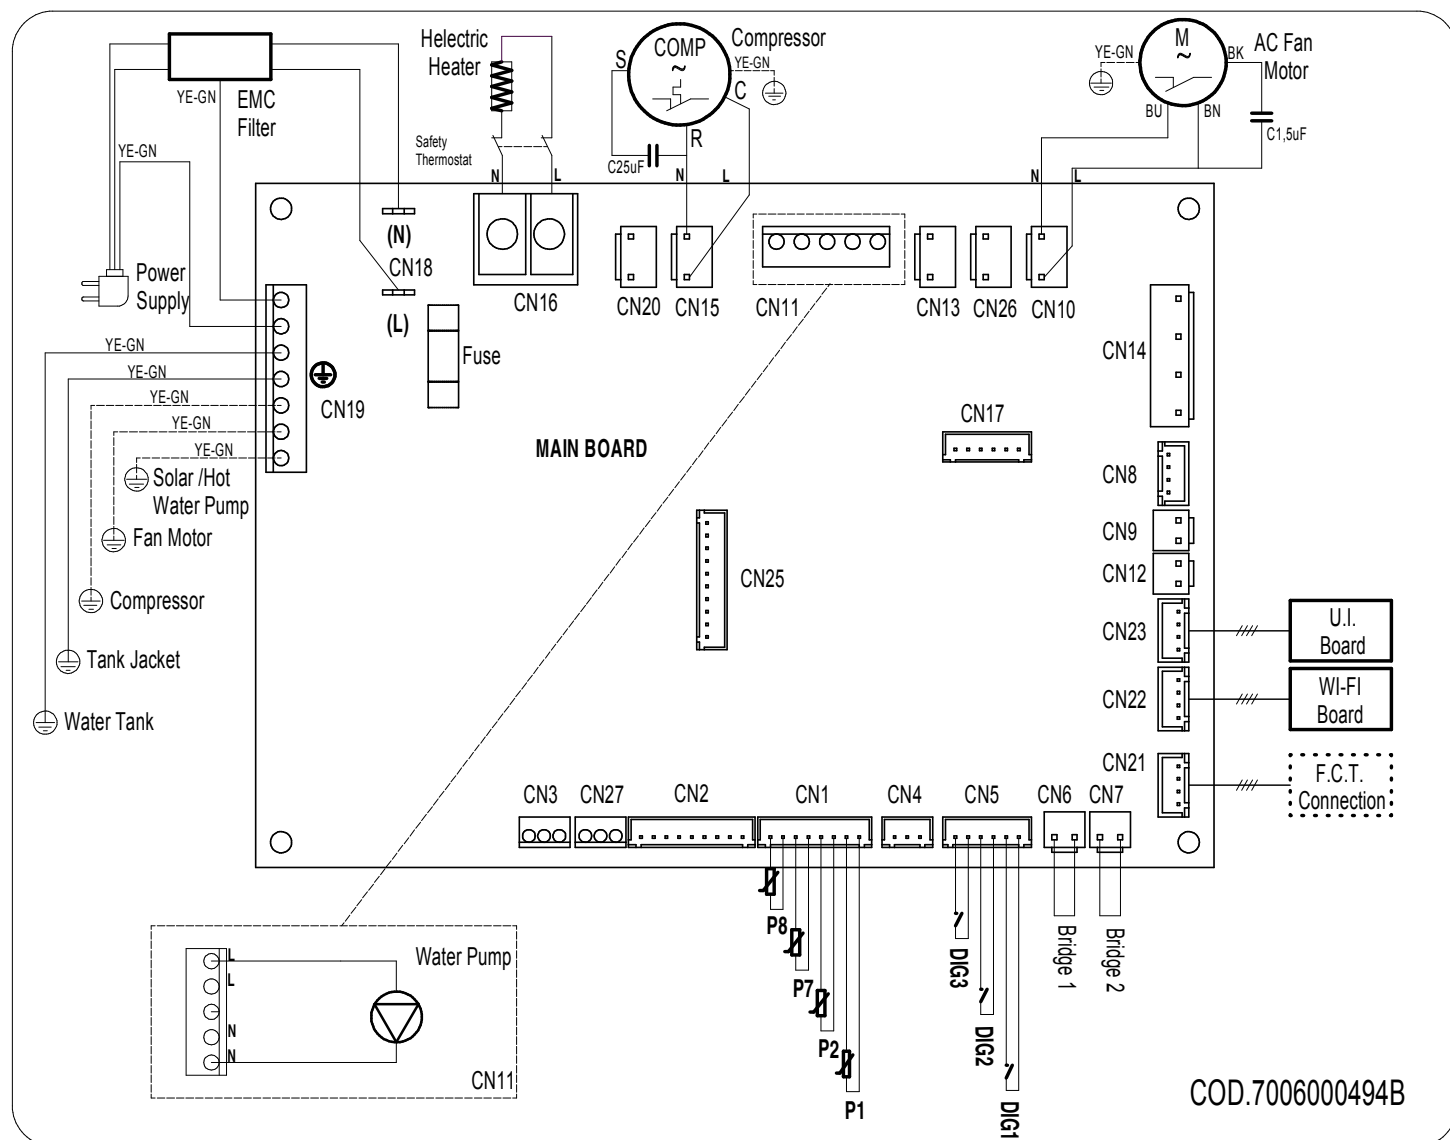 Helectric
Heater
S
COMP
~
Compressor
YE-GN
C
R
C25uF
YE-GN
M
~
BK
AC Fan
Motor
BU
BN
C1,5uF
YE-GN
EMC
Filter
YE-GN
Safety
Thermostat
N
L
N
L
N
L
Power
Supply
(N)
CN18
(L)
CN16
CN20
CN15
CN11
CN13
CN26
CN10
Fuse
CN14
YE-GN
YE-GN
YE-GN
YE-GN
YE-GN
CN19
MAIN BOARD
CN17
CN8
Solar /Hot
Water Pump
Fan Motor
Compressor
Tank Jacket
Water Tank
CN25
CN9
CN12
CN23
U.I.
Board
CN22
WI-FI
Board
CN21
F.C.T.
Connection
CN3
CN27
CN2
CN1
CN4
CN5
CN6
CN7
P8
P7
P2
P1
DIG3
DIG2
DIG1
Bridge 1
Bridge 2
L
L
N
N
Water Pump
CN11
COD.7006000494B